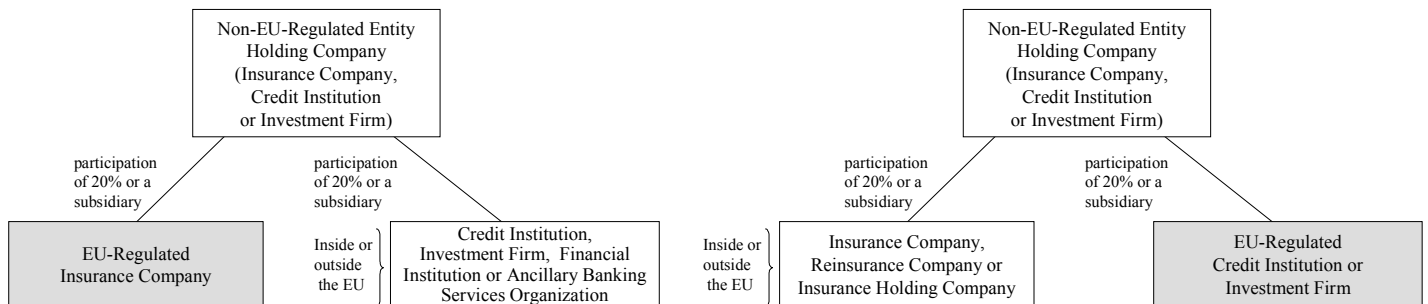 Non-EU-Regulated Entity
Holding Company
(Insurance Company,
Credit Institution
or Investment Firm)
participation
of 20% or a
subsidiary
participation
of 20% or a
subsidiary
EU-Regulated
Insurance Company
Inside or
outside
the EU
Credit Institution,
Investment Firm, Financial
Institution or Ancillary Banking
Services Organization
Non-EU-Regulated Entity
Holding Company
(Insurance Company,
Credit Institution
or Investment Firm)
participation
of 20% or a
subsidiary
participation
of 20% or a
subsidiary
Inside or
outside
the EU
Insurance Company,
Reinsurance Company or
Insurance Holding Company
EU-Regulated
Credit Institution or
Investment Firm